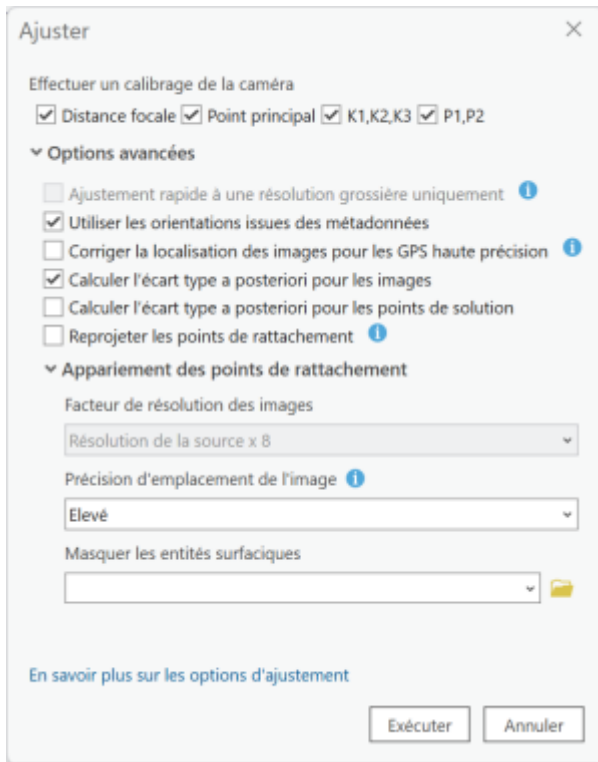 Ajuster
Effectuer un calibrage de la caméra
Distance focale Point principal K1,K2,K3 P1,P2
Options avancées
Ajustement rapide à une résolution grossière uniquement
Utiliser les orientations issues des métadonnées
Corriger la localisation des images pour les GPS haute précision
Calculer l'écart type a posteriori pour les images
Calculer l'écart type a posteriori pour les points de solution
Reprojeter les points de rattachement
Appariement des points de rattachement
Facteur de résolution des images
Résolution de la source x 8
Précision d'emplacement de l'image
Elevé
Masquer les entités surfaciques
En savoir plus sur les options d'ajustement
Exécuter Annuler